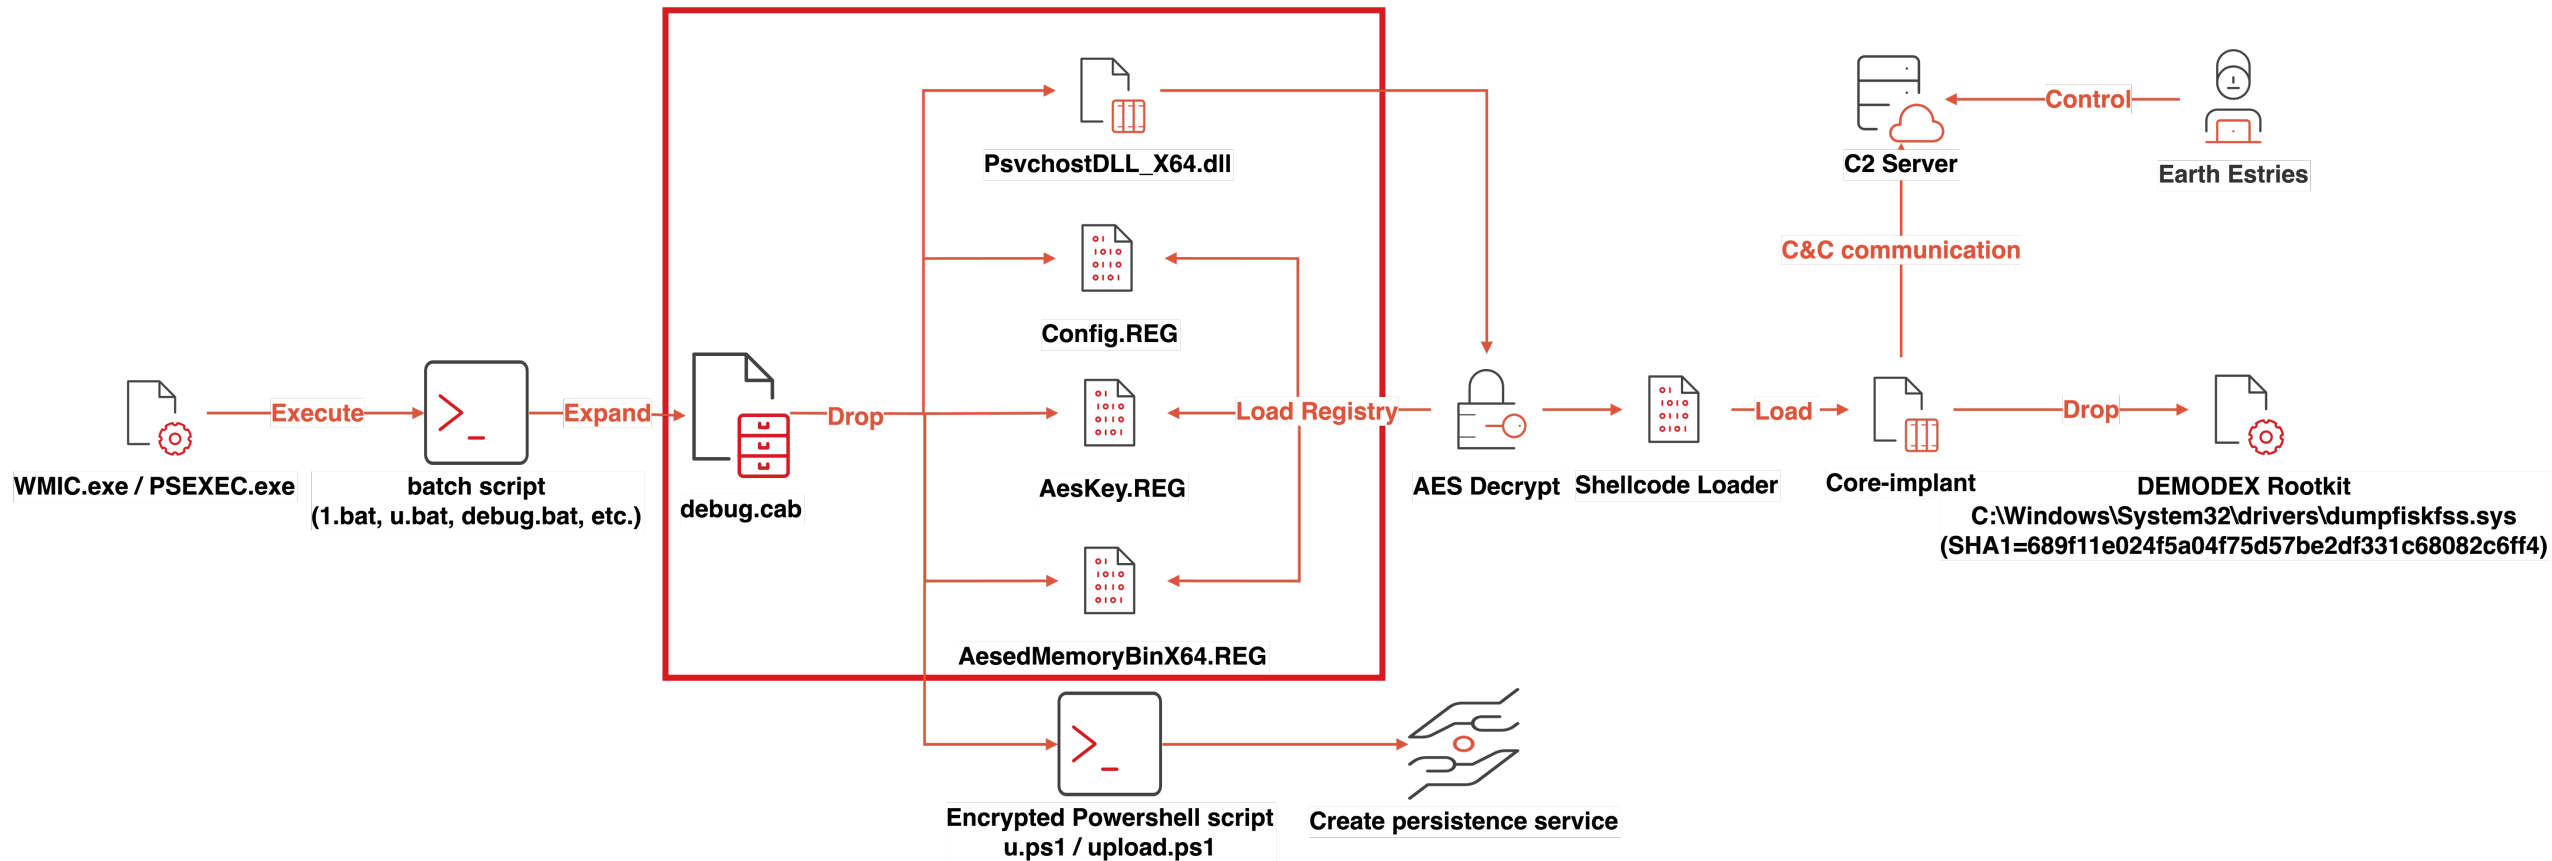 PsvchostDLL_X64.dll
C2 Server
Control
Earth Estries
C&C communication
Config.REG
WMIC.exe / PSEXEC.exe
Execute
batch script
(1.bat, u.bat, debug.bat, etc.)
Expand
debug.cab
Drop
AesKey.REG
Load Registry
AES Decrypt
Shellcode Loader
Load
Core-implant
Drop
DEMODEX Rootkit
C:\Windows\System32\drivers\dumpfiskfss.sys
(SHA1=689f11e024f5a04f75d57be2df331c68082c6ff4)
AesedMemoryBinX64.REG
Encrypted Powershell script
u.ps1 / upload.ps1
Create persistence service